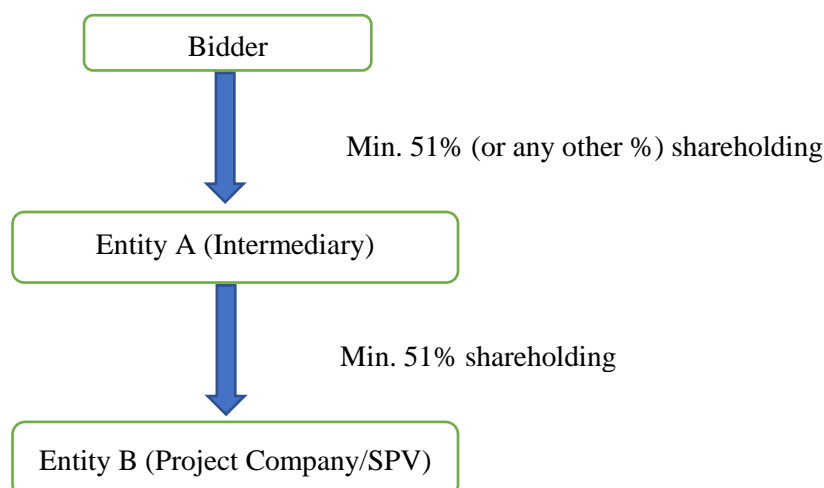 Bidder
Min. 51% (or any other %) shareholding
Entity A (Intermediary)
Min. 51% shareholding
Entity B (Project Company/SPV)